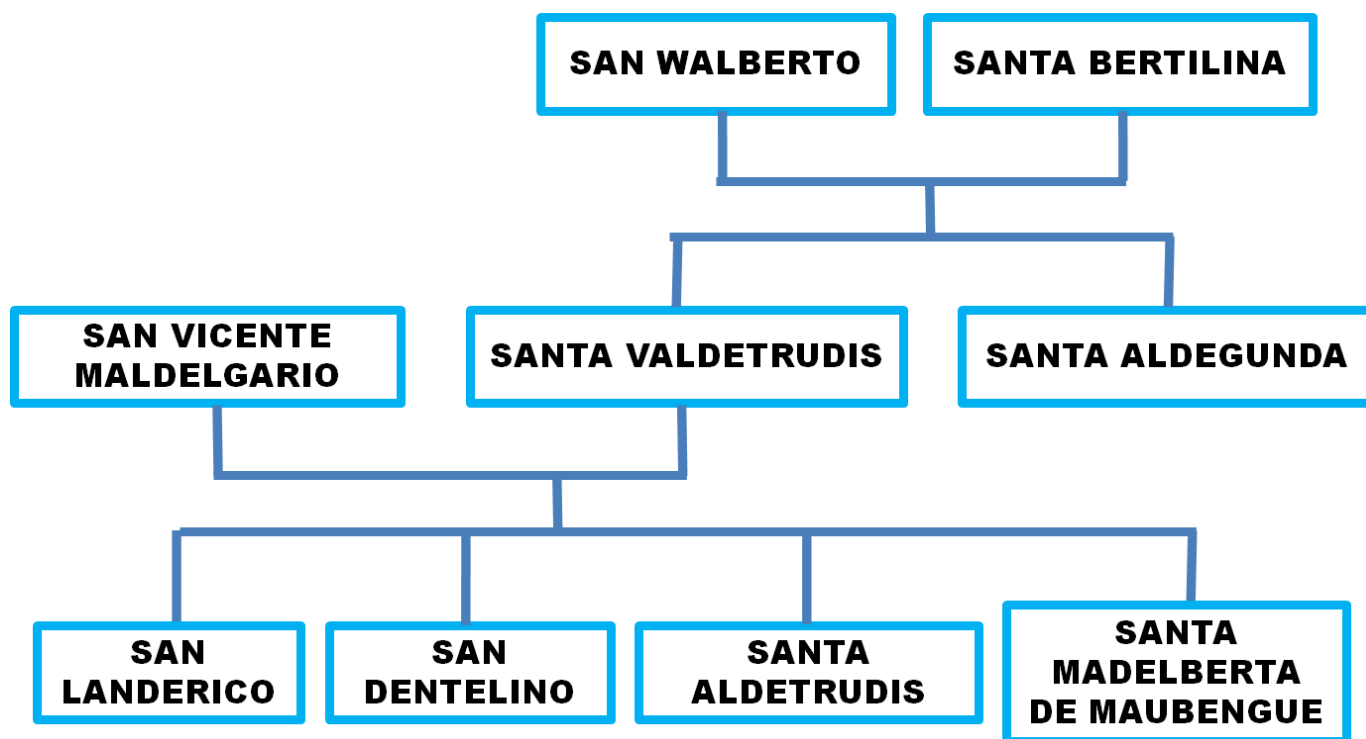 SAN WALBERTO
SANTA BERTILINA
SAN VICENTE
MALDELGARIO
SANTA VALDETRUDIS
SANTA ALDEGUNDA
SAN
LANDERICO
SAN
DENTELINO
SANTA
ALDETRUDIS
SANTA
MADELBERTA
DE MAUBENGUE